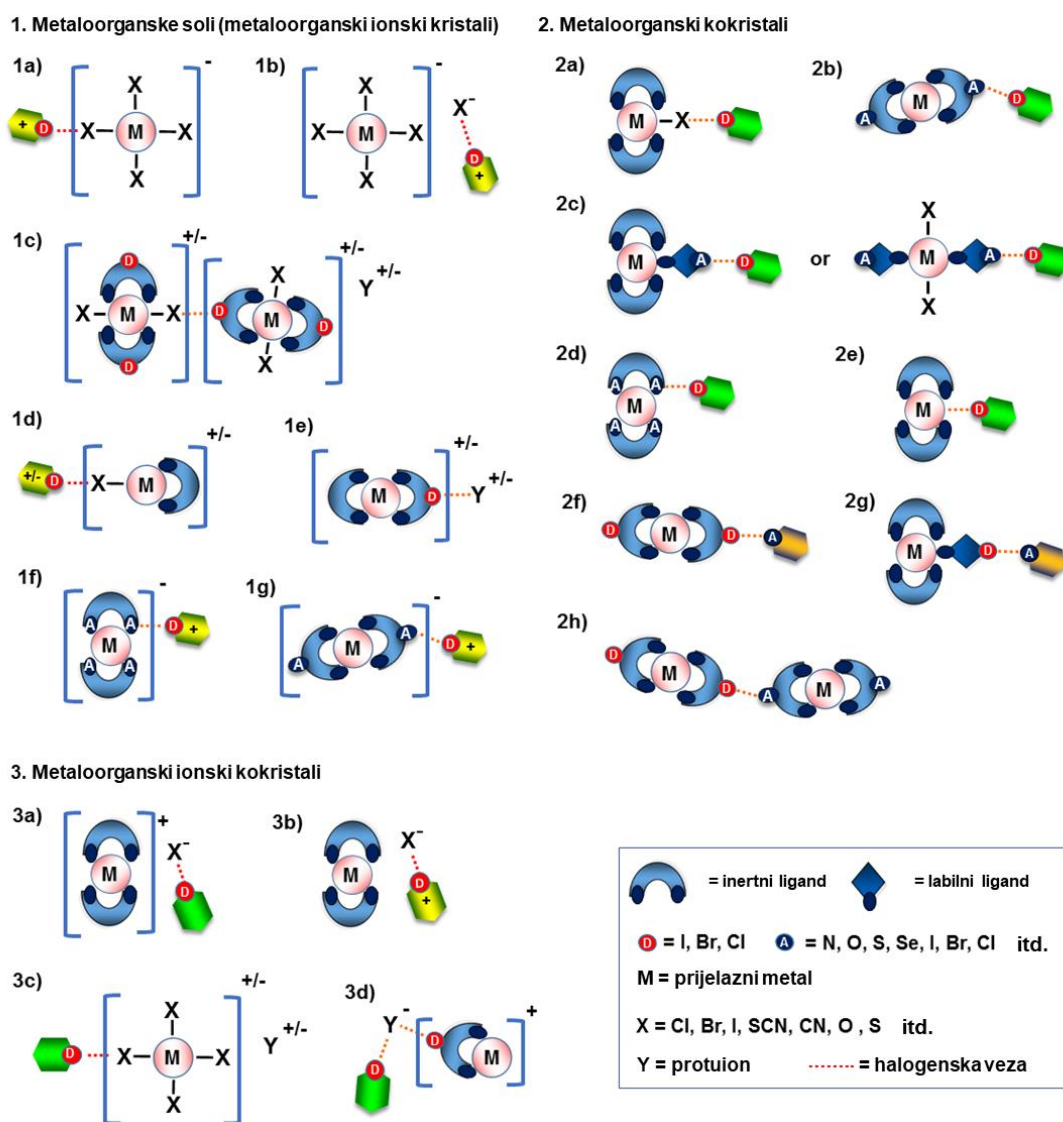 1. Metaloorganske soli (metaloorganski ionski kristali)
1a)
+
D
X
X M X
X
-
1b)
X
X M X
X
-
X⁻
D
+
1c)
D
X M X
D
+/-
X
D M D
X
+/-
Y +/-
1d)
+/- D
X M
+/-
1e)
M D
+/-
Y +/-
1f)
A A
M
A A
-
D +
1g)
A M A
-
D +
2. Metaloorganski kokristali
2a)
M X D
2b)
A M A D
2c)
M A D
or
X
A M A D
X
2d)
A A
M
A A
D
2e)
M D
2f)
D M D A
2g)
M D A
2h)
D M D
A M A
3. Metaloorganski ionski kokristali
3a)
M
+
X⁻
D
3b)
M
X⁻
D
+
3c)
D
X
X M X
X
+/-
Y +/-
3d)
Y -
D
D M
+
= inertni ligand = labilni ligand
D = I, Br, Cl A = N, O, S, Se, I, Br, Cl itd.
M = prijelazni metal
X = Cl, Br, I, SCN, CN, O , S itd.
Y = protuion = halogenska veza